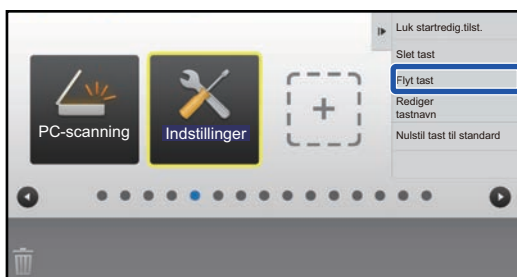 Luk startredig.tilst.
Slet tast
Flyt tast
Rediger
tastnavn
Nulstil tast til standard
PC-scanning
Indstillinger